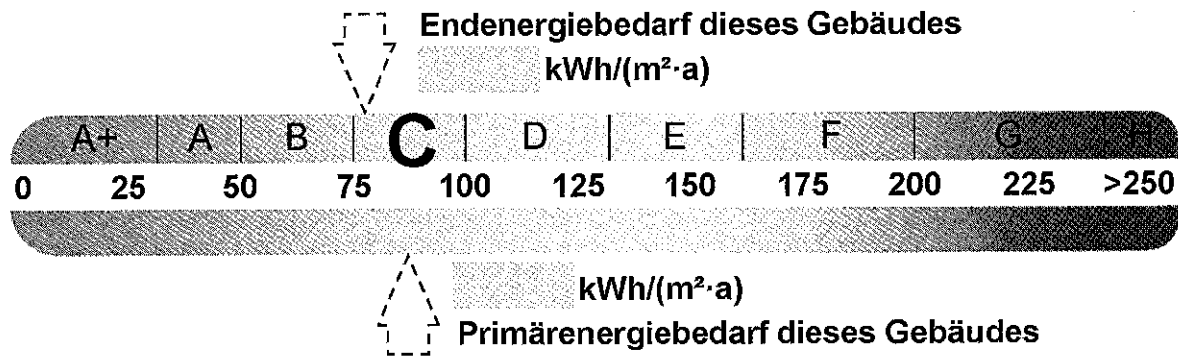 Endenergiebedarf dieses Gebäudes
kWh/(m²·a)
A+ A B C D E F G H
0 25 50 75 100 125 150 175 200 225 >250
kWh/(m²·a)
Primärenergiebedarf dieses Gebäudes